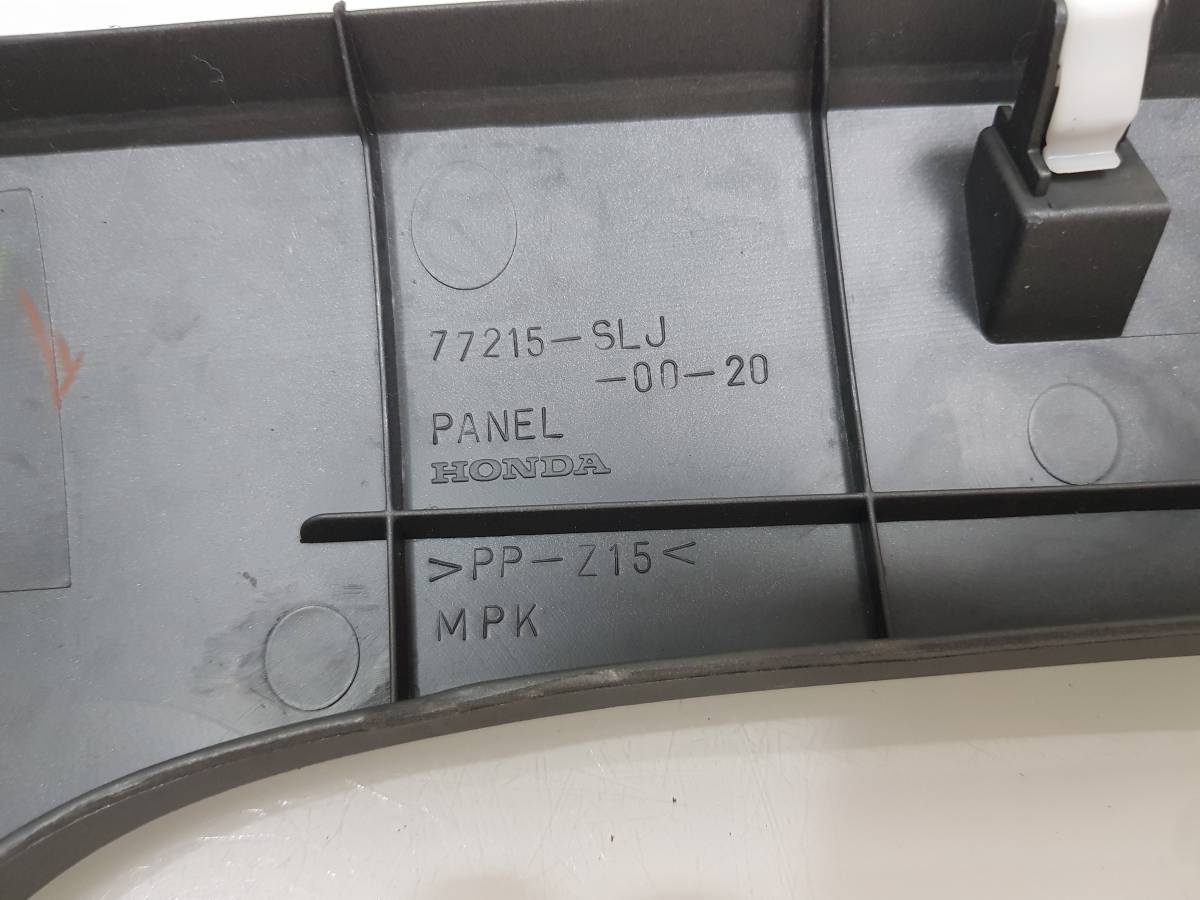 77215-SLJ
-00-20
PANEL
HONDA
>PP-Z15<
MPK